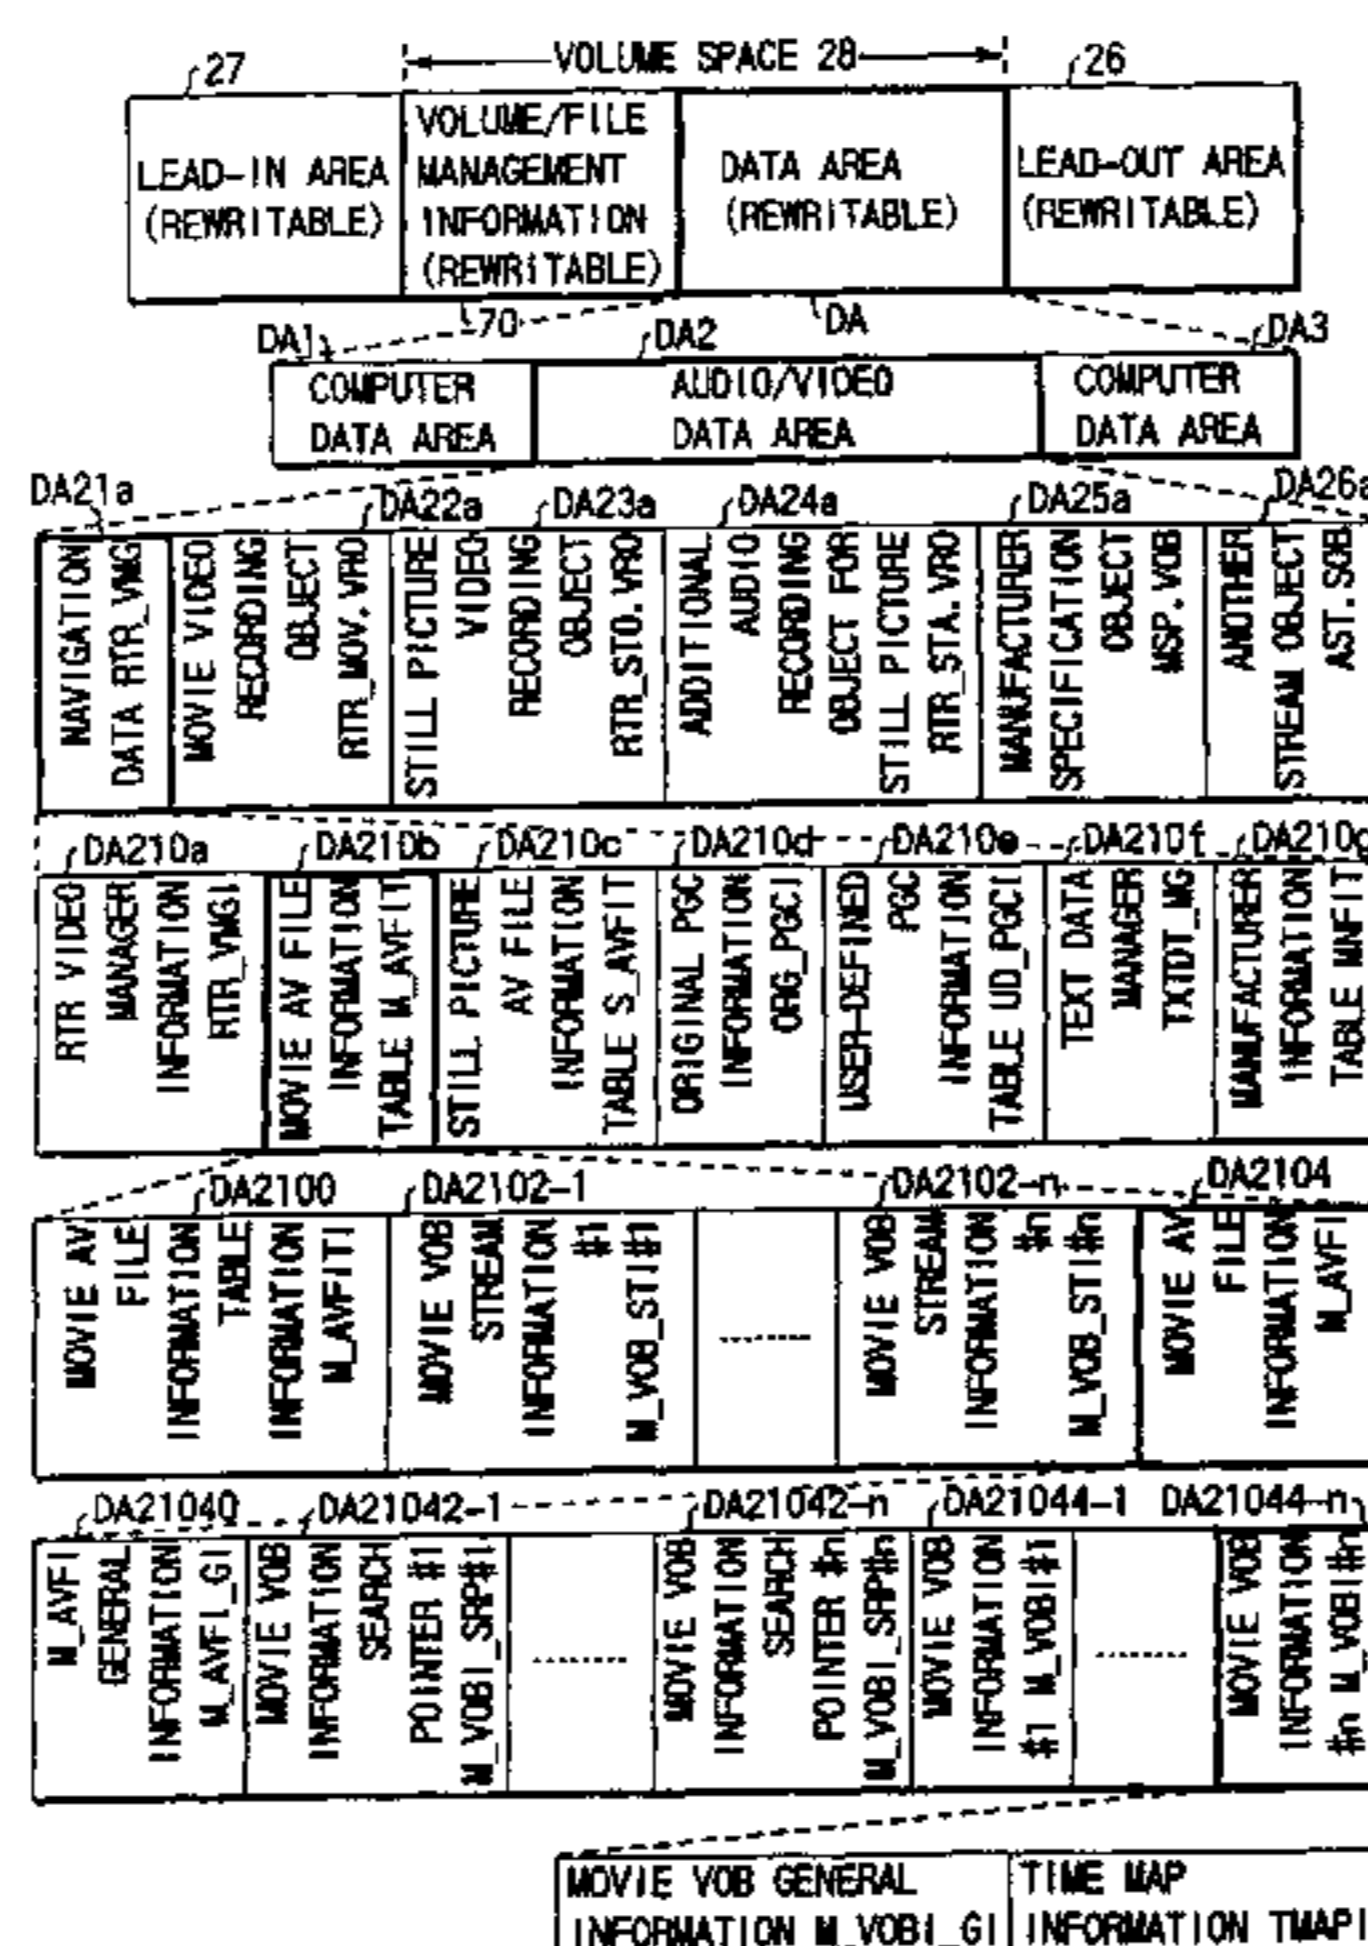 VOLUME SPACE 28
27
26
LEAD-IN AREA
(REWRITABLE)
VOLUME/FILE
MANAGEMENT
INFORMATION
(REWRITABLE)
DATA AREA
(REWRITABLE)
LEAD-OUT AREA
(REWRITABLE)
70
DA
DA1
DA2
DA3
COMPUTER
DATA AREA
AUDIO/VIDEO
DATA AREA
COMPUTER
DATA AREA
DA21a
DA22a
DA23a
DA24a
DA25a
DA26a
NAVIGATION
DATA RTR_VMG
MOVIE VIDEO
RECORDING
OBJECT
RTR_MOV.VRO
STILL PICTURE
VIDEO
RECORDING
OBJECT
RTR_STO.VRO
ADDITIONAL
AUDIO
RECORDING
OBJECT FOR
STILL PICTURE
RTR_STA.VRO
MANUFACTURER
SPECIFICATION
OBJECT
MSP.VOB
ANOTHER
STREAM OBJECT
AST.SOB
DA210a
DA210b
DA210c
DA210d
DA210e
DA210f
DA210g
RTR VIDEO
MANAGER
INFORMATION
RTR_VMGI
MOVIE AV FILE
INFORMATION
TABLE M_AVFIT
STILL PICTURE
AV FILE
INFORMATION
TABLE S_AVFIT
ORIGINAL PGC
INFORMATION
ORG_PGCI
USER-DEFINED
PGC
INFORMATION
TABLE UD_PGCI
TEXT DATA
MANAGER
TXTDT_MG
MANUFACTURER
INFORMATION
TABLE MNFIT
DA2100
DA2102-1
DA2102-n
DA2104
MOVIE AV
FILE
INFORMATION
TABLE
INFORMATION
M_AVFITI
MOVIE VOB
STREAM
INFORMATION
#1
M_VOB_STI#1
MOVIE VOB
STREAM
INFORMATION
#n
M_VOB_STI#n
MOVIE AV
FILE
INFORMATION
M_AVFI
DA21040
DA21042-1
DA21042-n
DA21044-1
DA21044-n
M_AVFI
GENERAL
INFORMATION
M_AVFI_GI
MOVIE VOB
INFORMATION
SEARCH
POINTER #1
M_VOBI_SRP#1
MOVIE VOB
INFORMATION
SEARCH
POINTER #n
M_VOBI_SRP#n
MOVIE VOB
INFORMATION
#1 M_VOBI#1
MOVIE VOB
INFORMATION
#n M_VOBI#n
MOVIE VOB GENERAL
INFORMATION M_VOBI_GI
TIME MAP
INFORMATION TMAPI